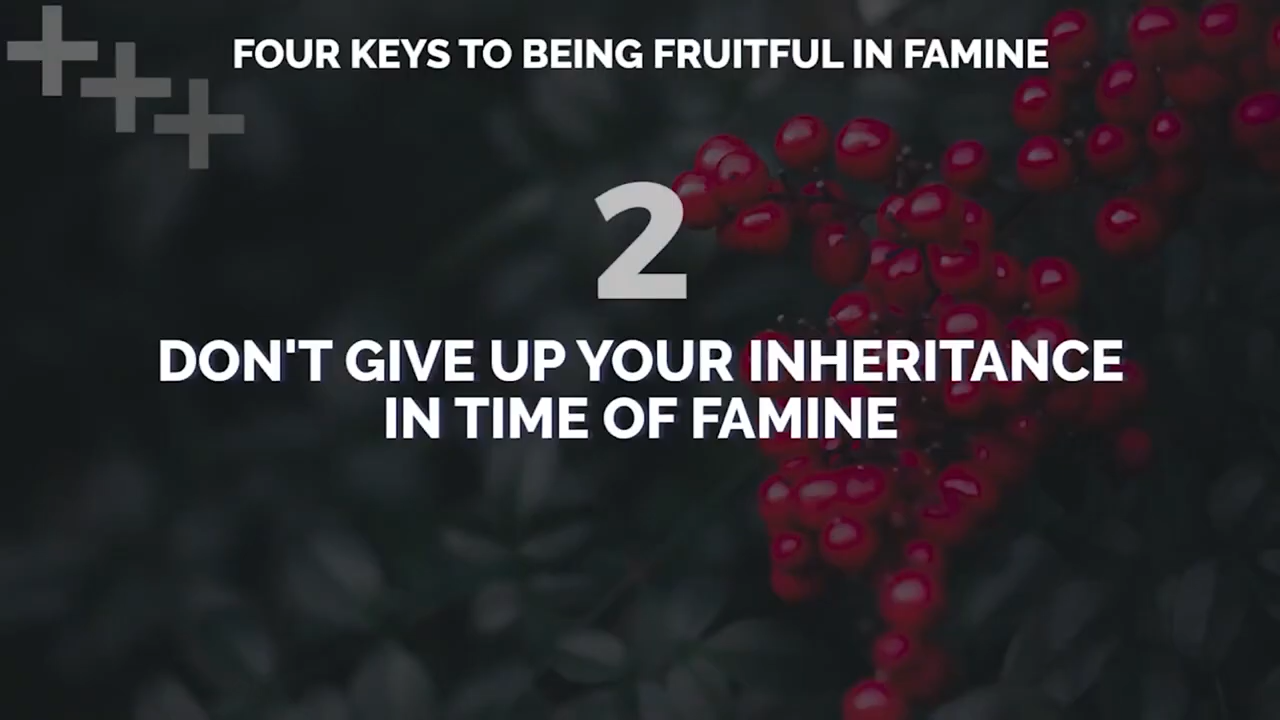 FOUR KEYS TO BEING FRUITFUL IN FAMINE
2
DON'T GIVE UP YOUR INHERITANCE
IN TIME OF FAMINE